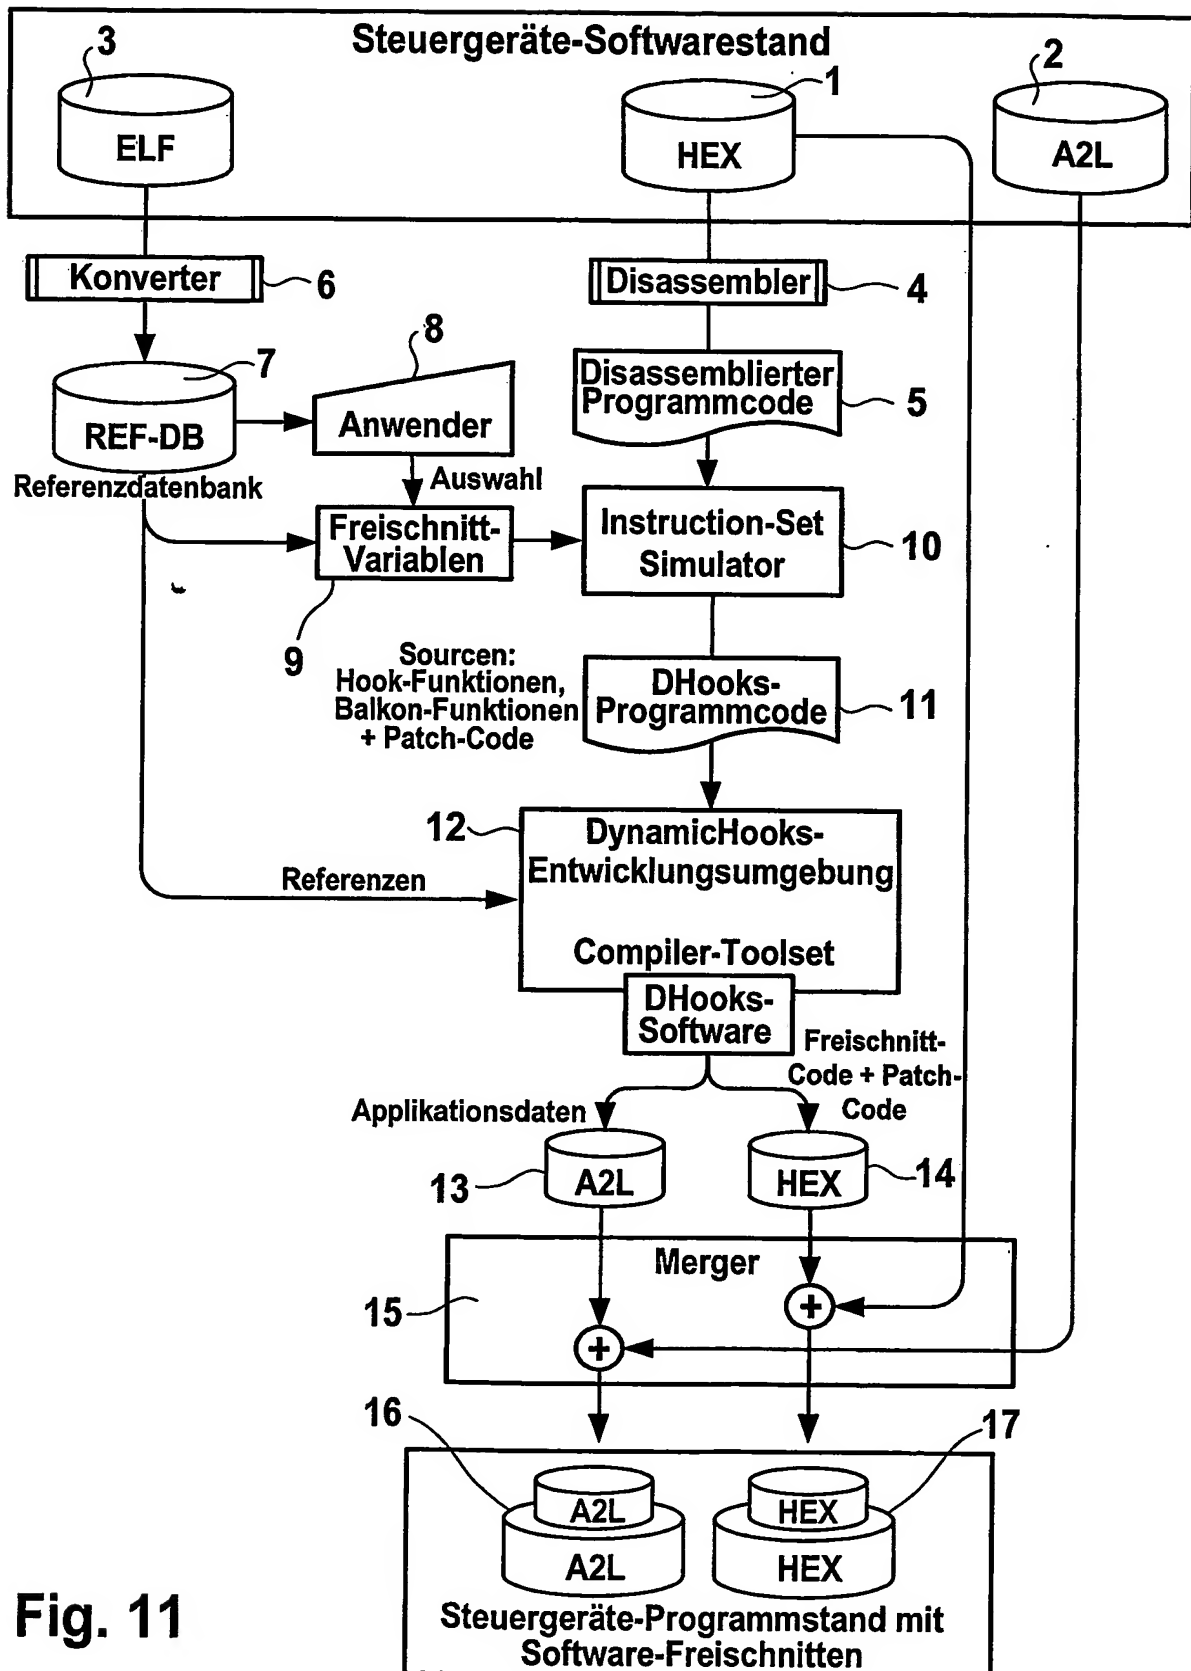 Steuergeräte-Softwarestand
3
1
2
ELF
HEX
A2L
Konverter
6
Disassembler
4
8
7
Disassemblierter
Programmcode
5
REF-DB
Anwender
Referenzdatenbank
Auswahl
Freischnitt-
Variablen
Instruction-Set
Simulator
10
9
Sourcen:
Hook-Funktionen,
Balkon-Funktionen
+ Patch-Code
DHooks-
Programmcode
11
12
DynamicHooks-
Entwicklungsumgebung
Referenzen
Compiler-Toolset
DHooks-
Software
Freischnitt-
Code + Patch-
Code
Applikationsdaten
13
A2L
HEX
14
Merger
15
+
+
16
17
A2L
HEX
A2L
HEX
Steuergeräte-Programmstand mit
Software-Freischnitten
Fig. 11